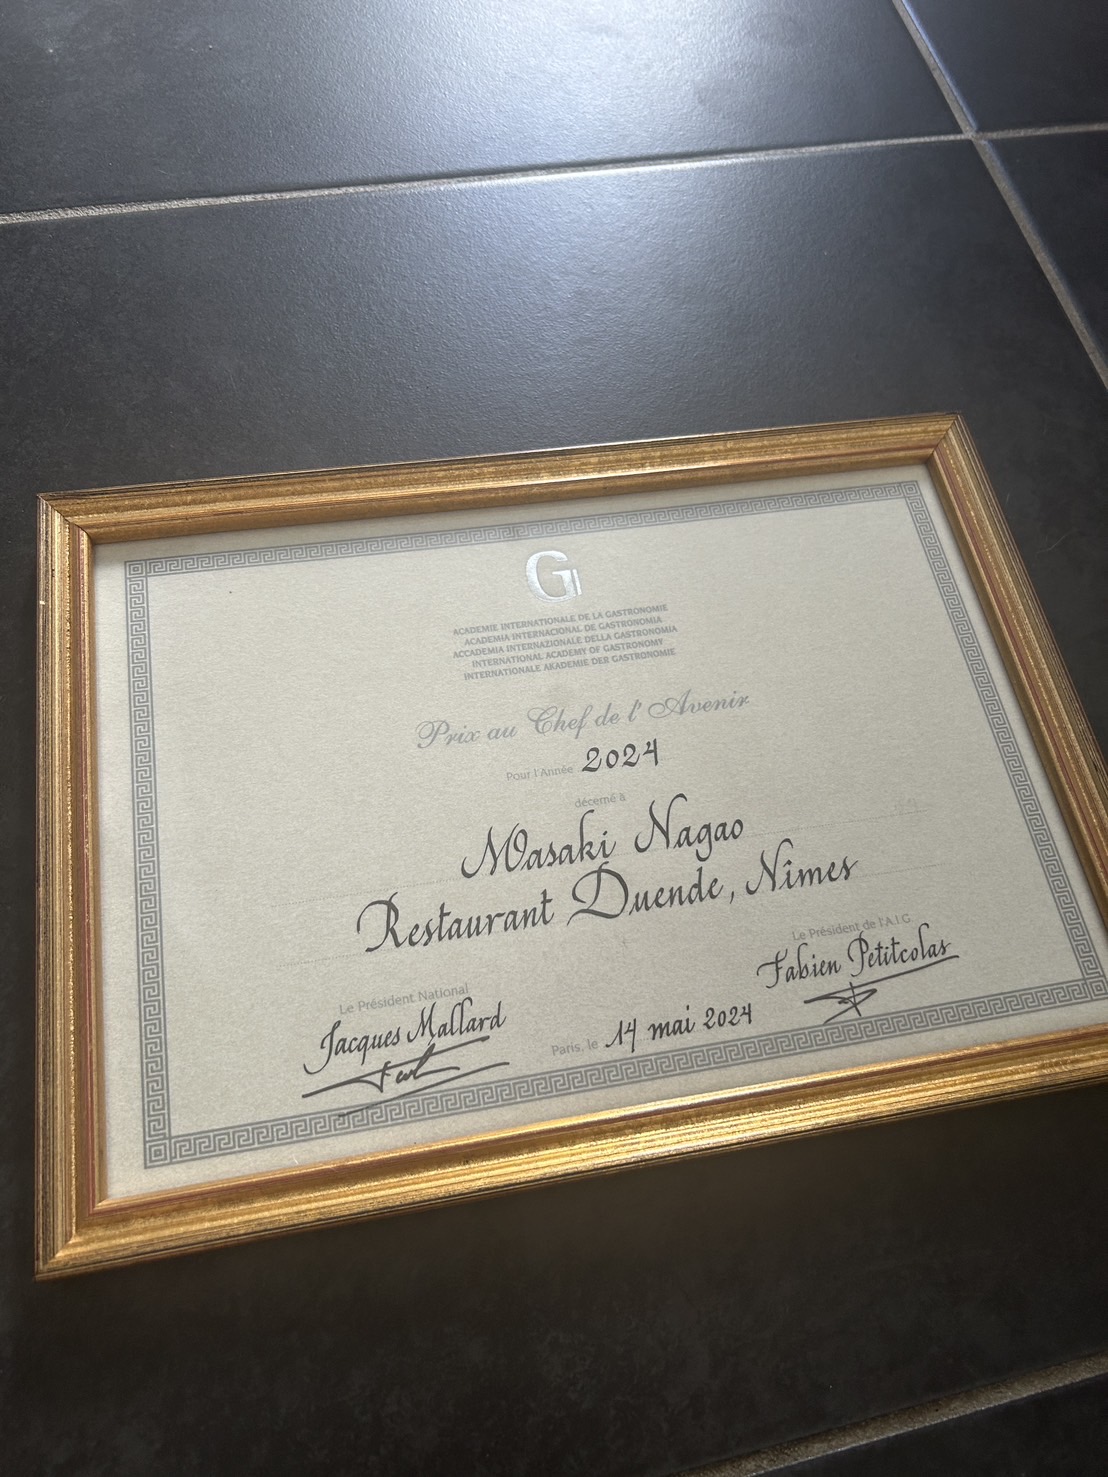 G
ACADEMIE INTERNATIONALE DE LA GASTRONOMIE
ACADEMIA INTERNACIONAL DE GASTRONOMIA
ACCADEMIA INTERNAZIONALE DELLA GASTRONOMIA
INTERNATIONAL ACADEMY OF GASTRONOMY
INTERNATIONALE AKADEMIE DER GASTRONOMIE
Prix au Chef de l'Avenir
Pour l'Année 2024
décerné à
Masaki Nagao
Restaurant Duende, Nîmes
Le Président National
Jacques Mallard
Paris, le 14 mai 2024
Le Président de l'A.I.G
Fabien Petitcolas